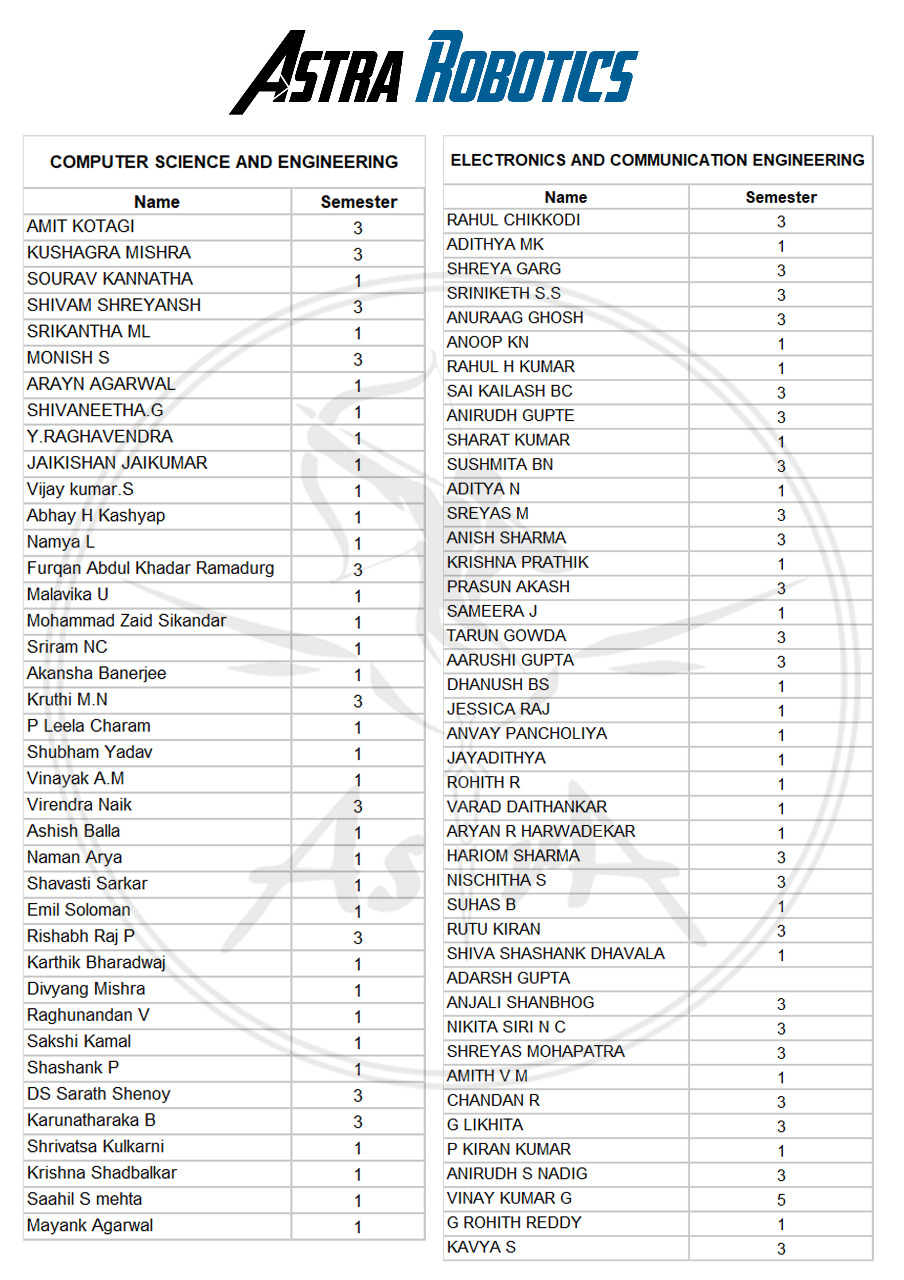 ASTRA ROBOTICS
COMPUTER SCIENCE AND ENGINEERING
Name Semester
AMIT KOTAGI 3
KUSHAGRA MISHRA 3
SOURAV KANNATHA 1
SHIVAM SHREYANSH 3
SRIKANTHA ML 1
MONISH S 3
ARAYN AGARWAL 1
SHIVANEETHA.G 1
Y.RAGHAVENDRA 1
JAIKISHAN JAIKUMAR 1
Vijay kumar.S 1
Abhay H Kashyap 1
Namya L 1
Furqan Abdul Khadar Ramadurg 3
Malavika U 1
Mohammad Zaid Sikandar 1
Sriram NC 1
Akansha Banerjee 1
Kruthi M.N 3
P Leela Charam 1
Shubham Yadav 1
Vinayak A.M 1
Virendra Naik 3
Ashish Balla 1
Naman Arya 1
Shavasti Sarkar 1
Emil Soloman 1
Rishabh Raj P 3
Karthik Bharadwaj 1
Divyang Mishra 1
Raghunandan V 1
Sakshi Kamal 1
Shashank P 1
DS Sarath Shenoy 3
Karunatharaka B 3
Shrivatsa Kulkarni 1
Krishna Shadbalkar 1
Saahil S mehta 1
Mayank Agarwal 1
ELECTRONICS AND COMMUNICATION ENGINEERING
Name Semester
RAHUL CHIKKODI 3
ADITHYA MK 1
SHREYA GARG 3
SRINIKETH S.S 3
ANURAAG GHOSH 3
ANOOP KN 1
RAHUL H KUMAR 1
SAI KAILASH BC 3
ANIRUDH GUPTE 3
SHARAT KUMAR 1
SUSHMITA BN 3
ADITYA N 1
SREYAS M 3
ANISH SHARMA 3
KRISHNA PRATHIK 1
PRASUN AKASH 3
SAMEERA J 1
TARUN GOWDA 3
AARUSHI GUPTA 3
DHANUSH BS 1
JESSICA RAJ 1
ANVAY PANCHOLIYA 1
JAYADITHYA 1
ROHITH R 1
VARAD DAITHANKAR 1
ARYAN R HARWADEKAR 1
HARIOM SHARMA 3
NISCHITHA S 3
SUHAS B 1
RUTU KIRAN 3
SHIVA SHASHANK DHAVALA 1
ADARSH GUPTA
ANJALI SHANBHOG 3
NIKITA SIRI N C 3
SHREYAS MOHAPATRA 3
AMITH V M 1
CHANDAN R 3
G LIKHITA 3
P KIRAN KUMAR 1
ANIRUDH S NADIG 3
VINAY KUMAR G 5
G ROHITH REDDY 1
KAVYA S 3
AsTRA